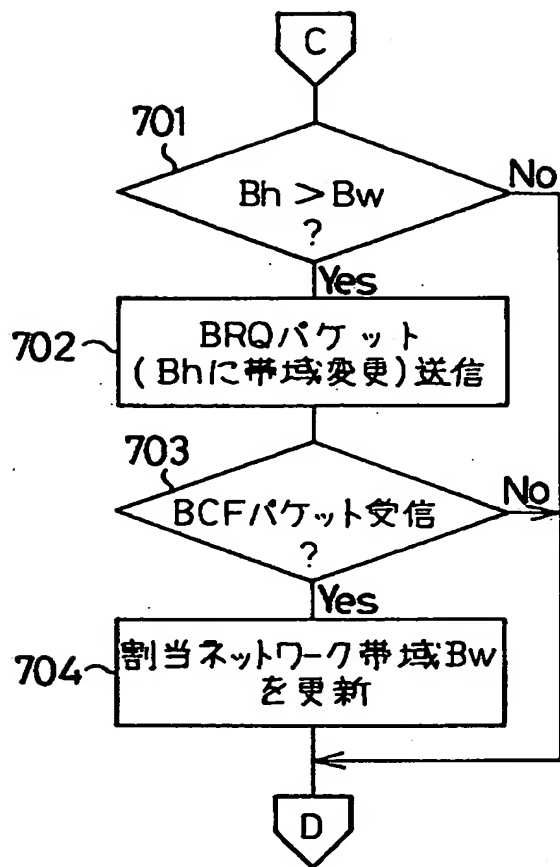 C
701
Bh > Bw
?
No
Yes
702
BRQパケット
(Bhに帯域変更)送信
703
BCFパケット受信
?
No
Yes
704
割当ネットワーク帯域Bw
を更新
D